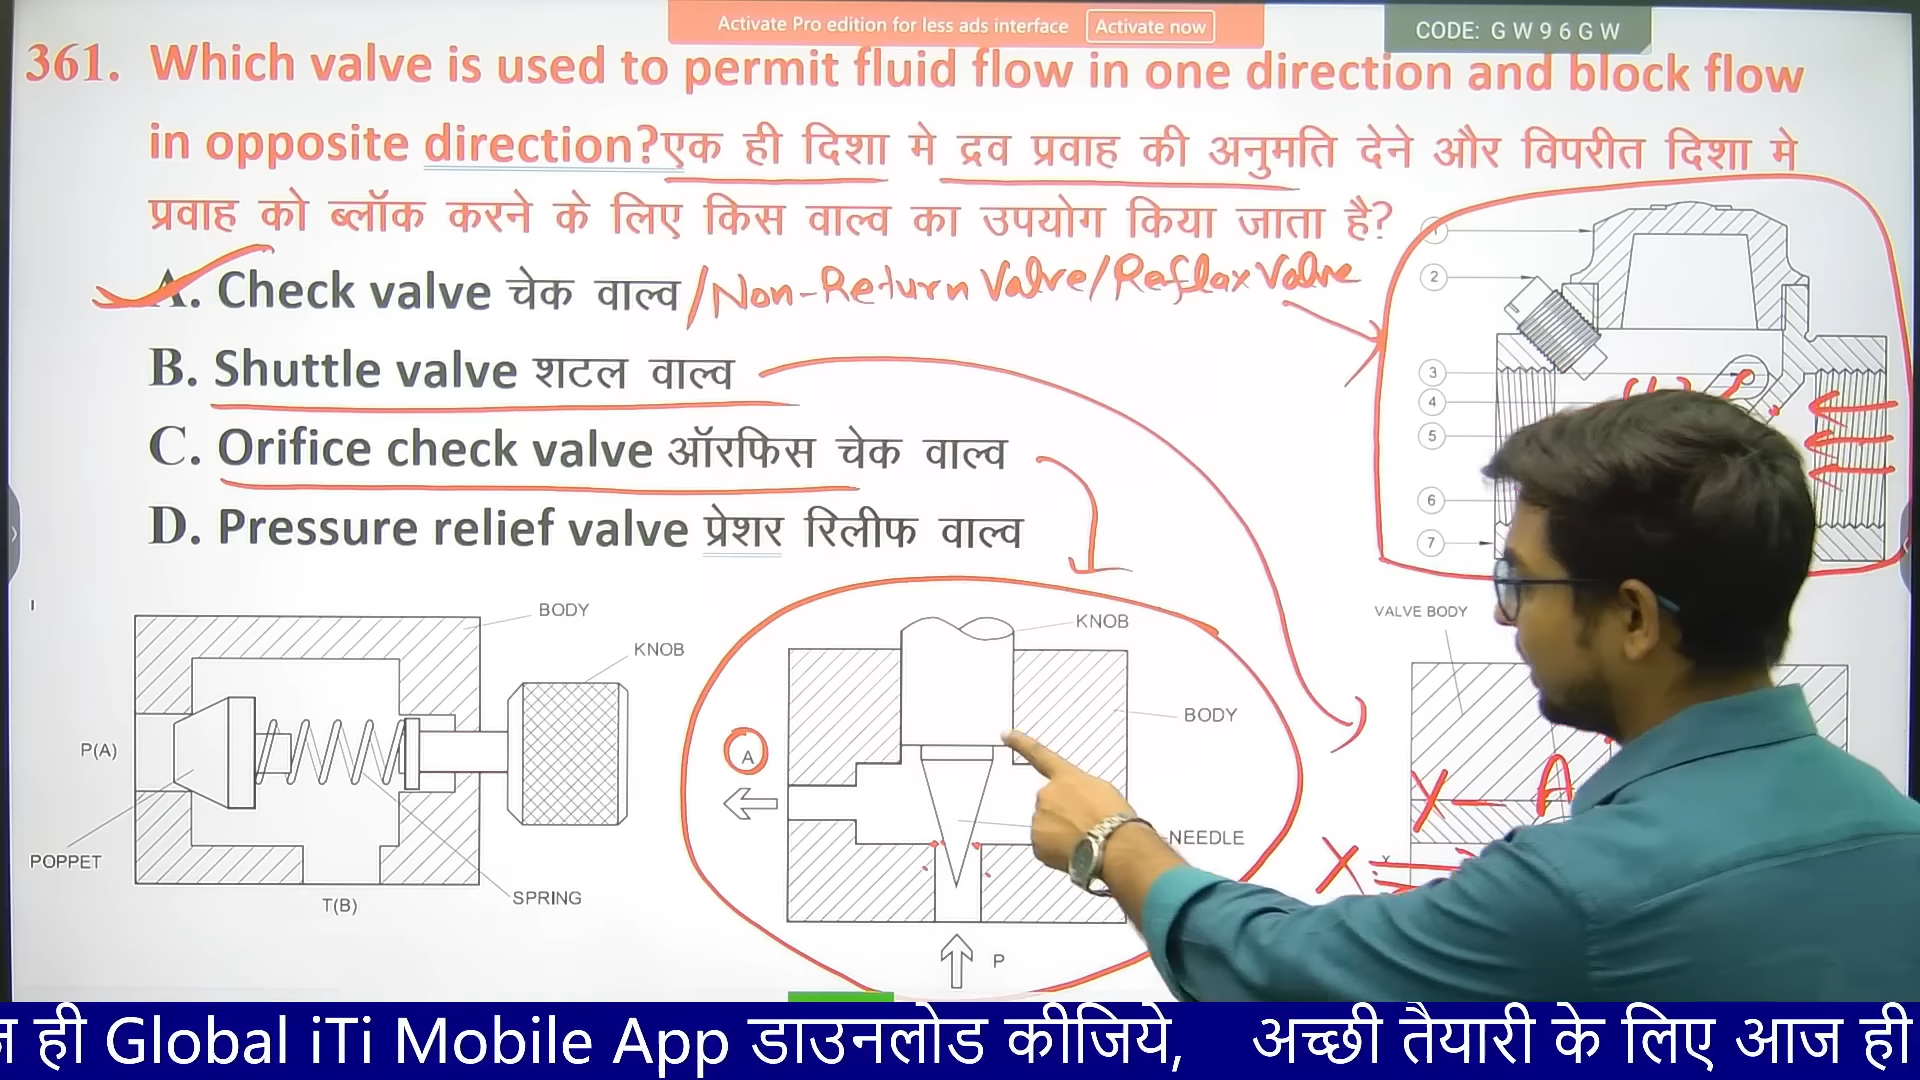 Activate Pro edition for less ads interface Activate now
CODE: G W 9 6 G W
361. Which valve is used to permit fluid flow in one direction and block flow
in opposite direction?एक ही दिशा मे द्रव प्रवाह की अनुमति देने और विपरीत दिशा मे
प्रवाह को ब्लॉक करने के लिए किस वाल्व का उपयोग किया जाता है?
A. Check valve चेक वाल्व/Non-Return Valve/Reflax Valve
B. Shuttle valve शटल वाल्व
C. Orifice check valve ऑरफिस चेक वाल्व
D. Pressure relief valve प्रेशर रिलीफ वाल्व
1
2
3
4
5
6
7
BODY
KNOB
P(A)
POPPET
T(B)
SPRING
KNOB
A
BODY
NEEDLE
P
VALVE BODY
X
A
X
X
ही Global iTi Mobile App डाउनलोड कीजिये, अच्छी तैयारी के लिए आज ही